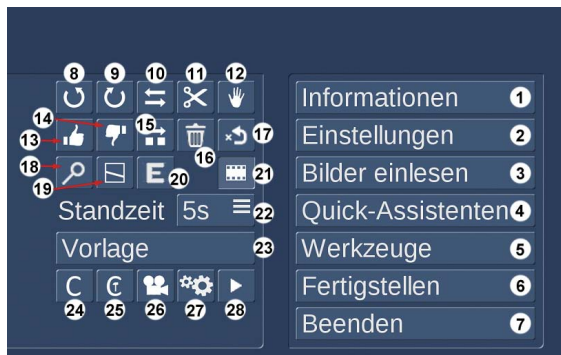 8 9 10 11 12
14 15
13 16 17
18
19 E 20 21
Standzeit 5s 22
Vorlage 23
C C
24 25 26 27 28
Informationen 1
Einstellungen 2
Bilder einlesen 3
Quick-Assistenten 4
Werkzeuge 5
Fertigstellen 6
Beenden 7